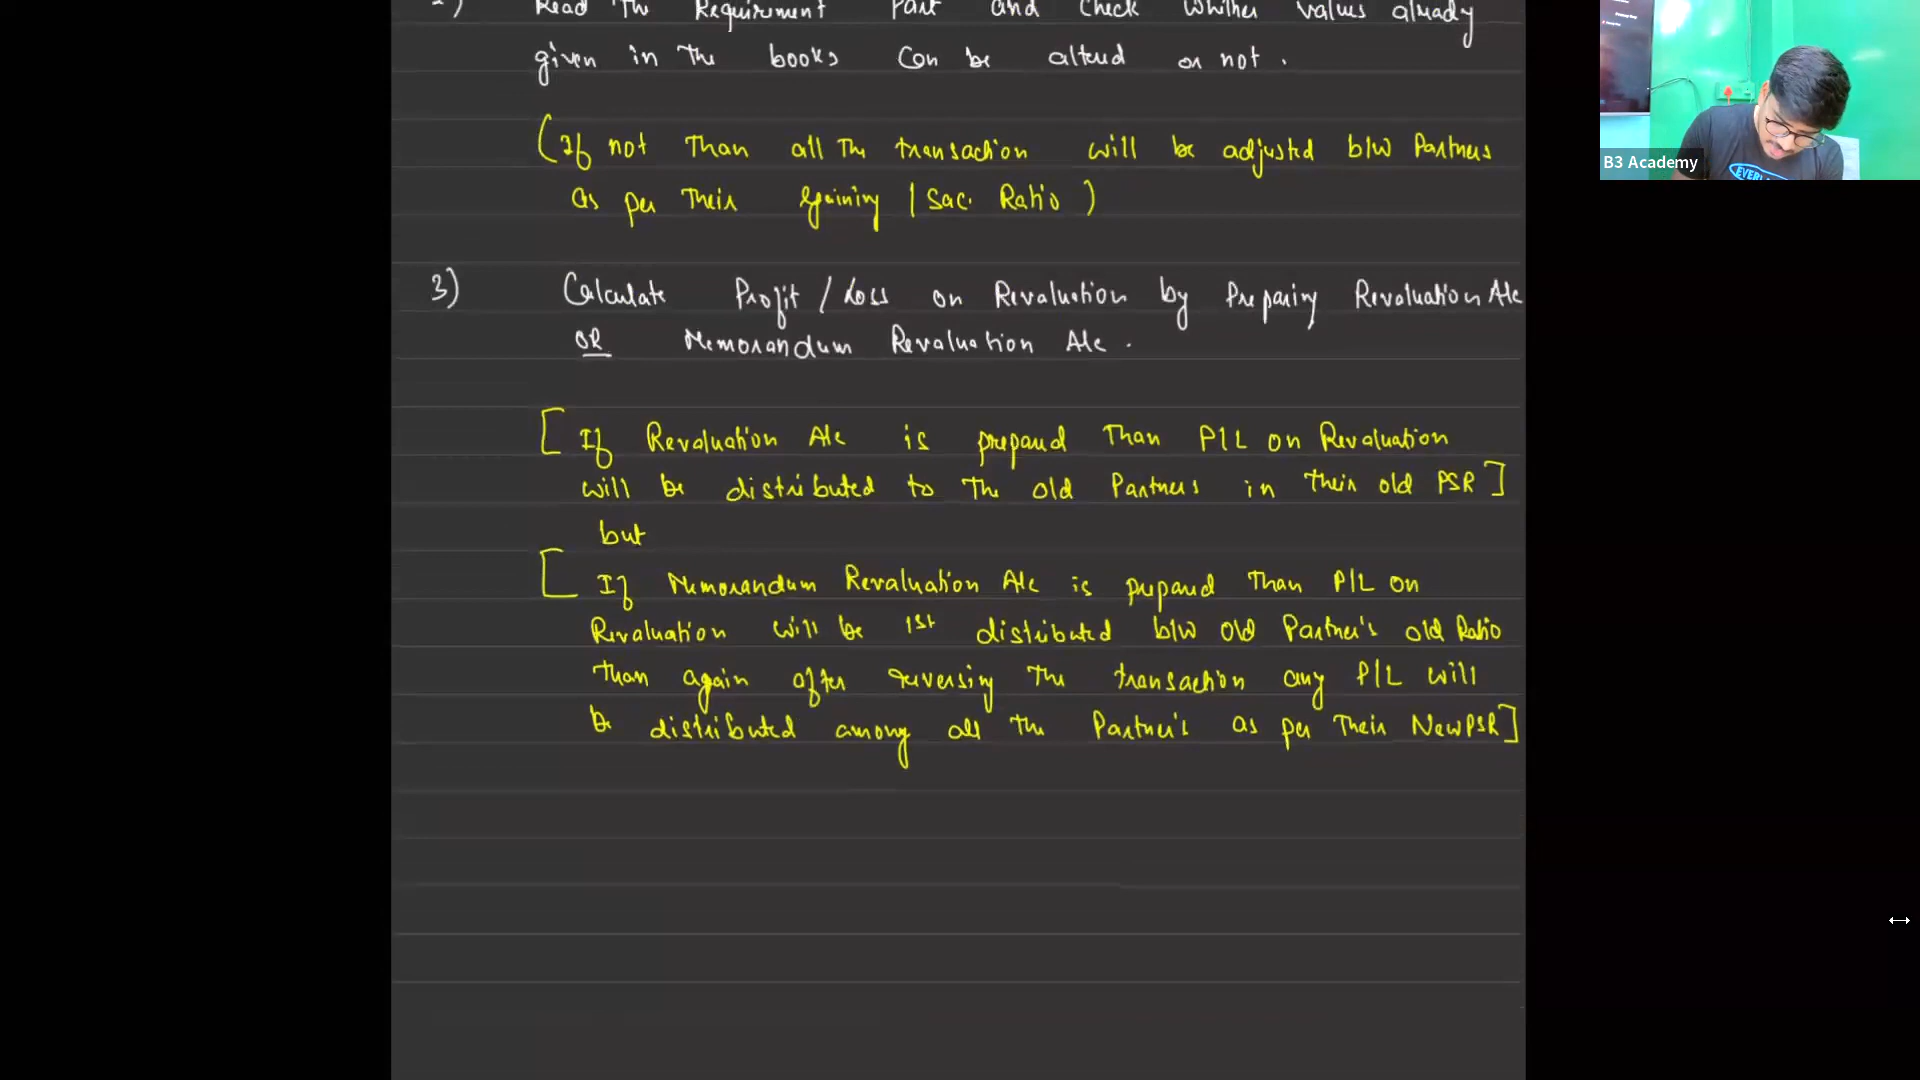 2)
Read The Requirement Part and Check Whether values already
given in The books Can be altered or not.
(If not Than all The transaction will be adjusted b/w Partners
as per Their gaining / Sac. Ratio)
3) Calculate Profit / Loss on Revaluation by Preparing Revaluation A/c
OR Memorandum Revaluation A/c.
[If Revaluation A/c is prepared Than P/L on Revaluation
will be distributed to The old Partners in Their old PSR]
but
[If Memorandum Revaluation A/c is prepared Than P/L on
Revaluation will be 1st distributed b/w old Partner's old Ratio
Than again after reversing The transaction any P/L will
be distributed among all The Partner's as per Their New PSR]
B3 Academy
EVERL